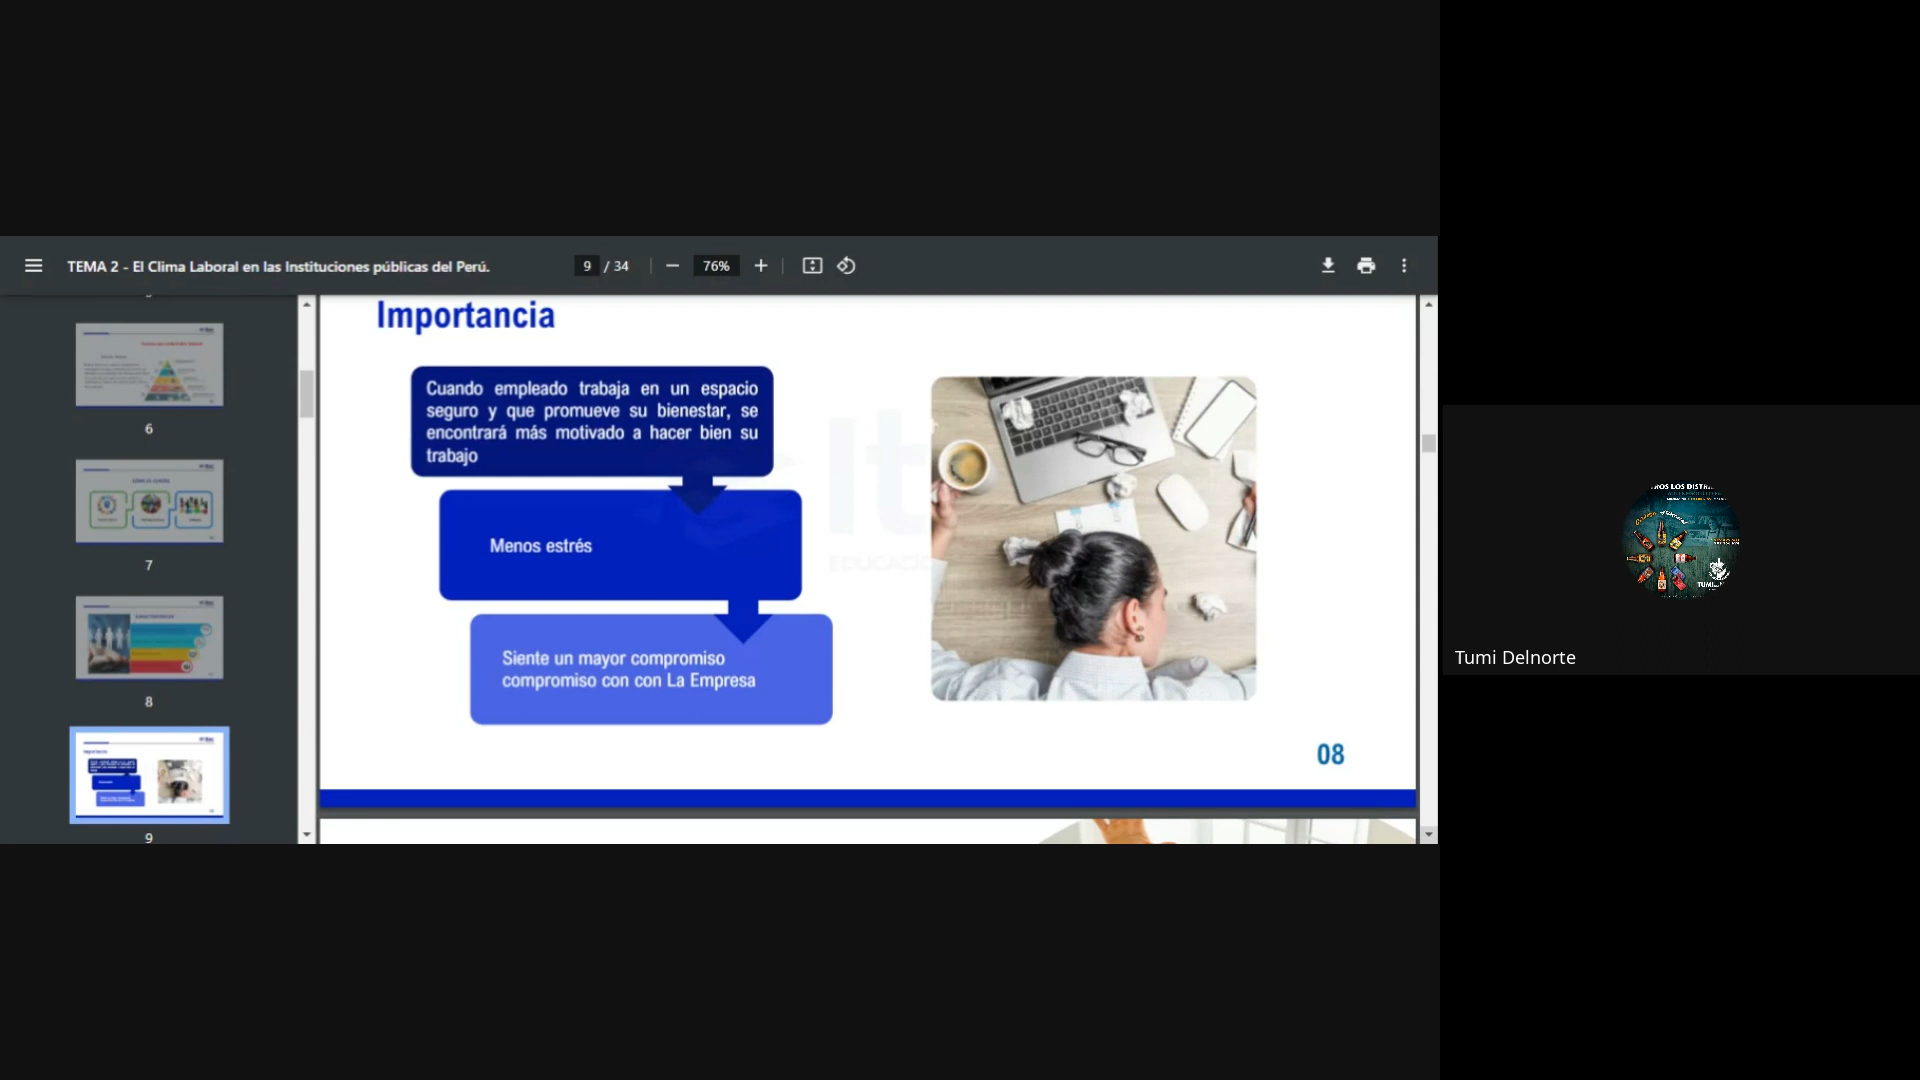 TEMA 2 - El Clima Laboral en las Instituciones públicas del Perú.
9 / 34
76%
6
7
8
9
Importancia
Cuando empleado trabaja en un espacio
seguro y que promueve su bienestar, se
encontrará más motivado a hacer bien su
trabajo
Menos estrés
Siente un mayor compromiso
compromiso con con La Empresa
EDUCACIÓ
08
Tumi Delnorte